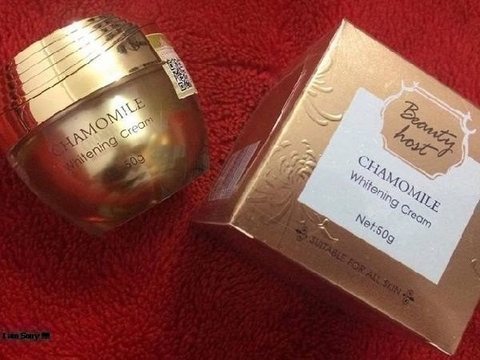 CHAMOMILE
Whitening Cream
50g
Beauty
host
CHAMOMILE
Whitening Cream
Net:50g
SUITABLE FOR ALL SKIN